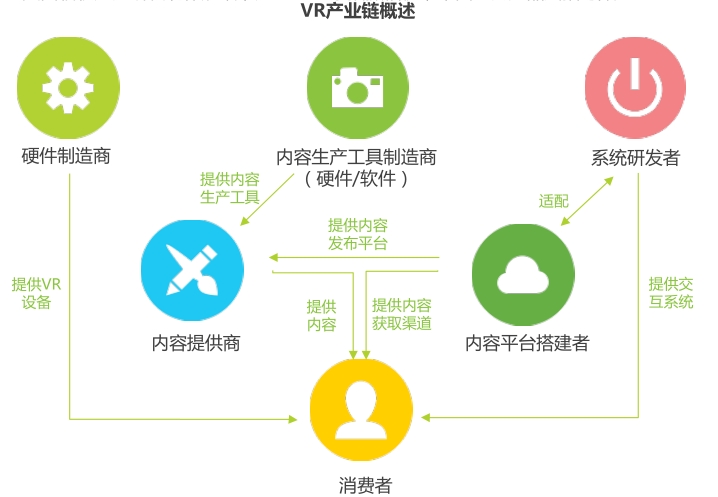 VR产业链概述
硬件制造商
内容生产工具制造商
（硬件/软件）
系统研发者
提供内容
生产工具
适配
提供内容
发布平台
提供VR
设备
提供
内容
提供内容
获取渠道
提供交
互系统
内容提供商
内容平台搭建者
消费者